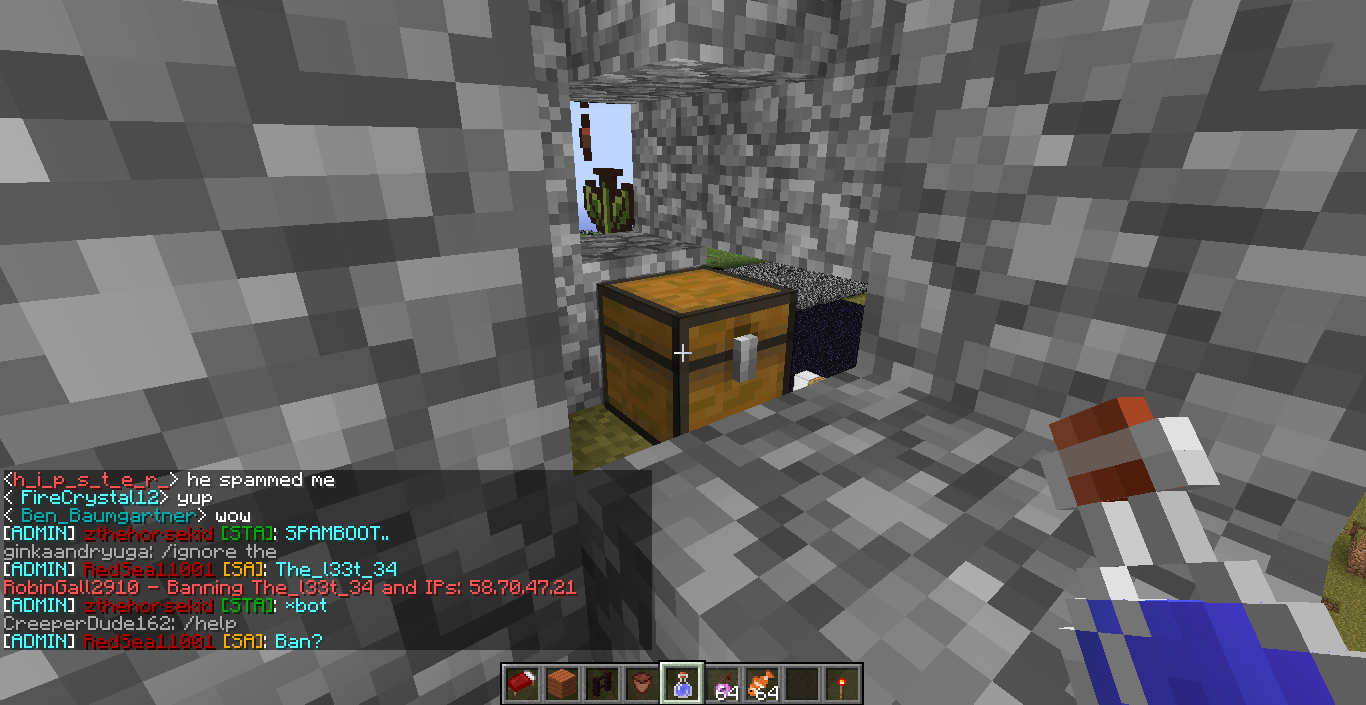 <h_i_p_s_t_e_r_> he spammed me
< FireCrystal12> yup
< Ben_Baumgartner> wow
[ADMIN] zthehorsekid [STA]: SPAMBOOT..
ginkaandryuga: /ignore the
[ADMIN] RedSea11001 [SA]: The_l33t_34
RobinGall2910 - Banning The_l33t_34 and IPs: 58.70.47.21
[ADMIN] zthehorsekid [STA]: *bot
CreeperDude162: /help
[ADMIN] RedSea11001 [SA]: Ban?
64
64